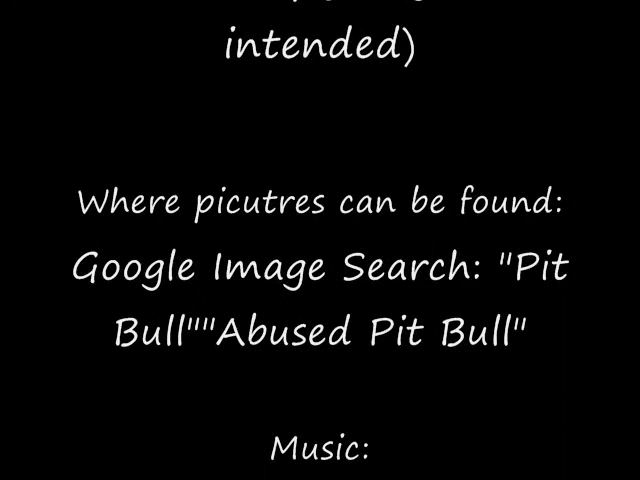 intended)
Where picutres can be found:
Google Image Search: "Pit
Bull""Abused Pit Bull"
Music: